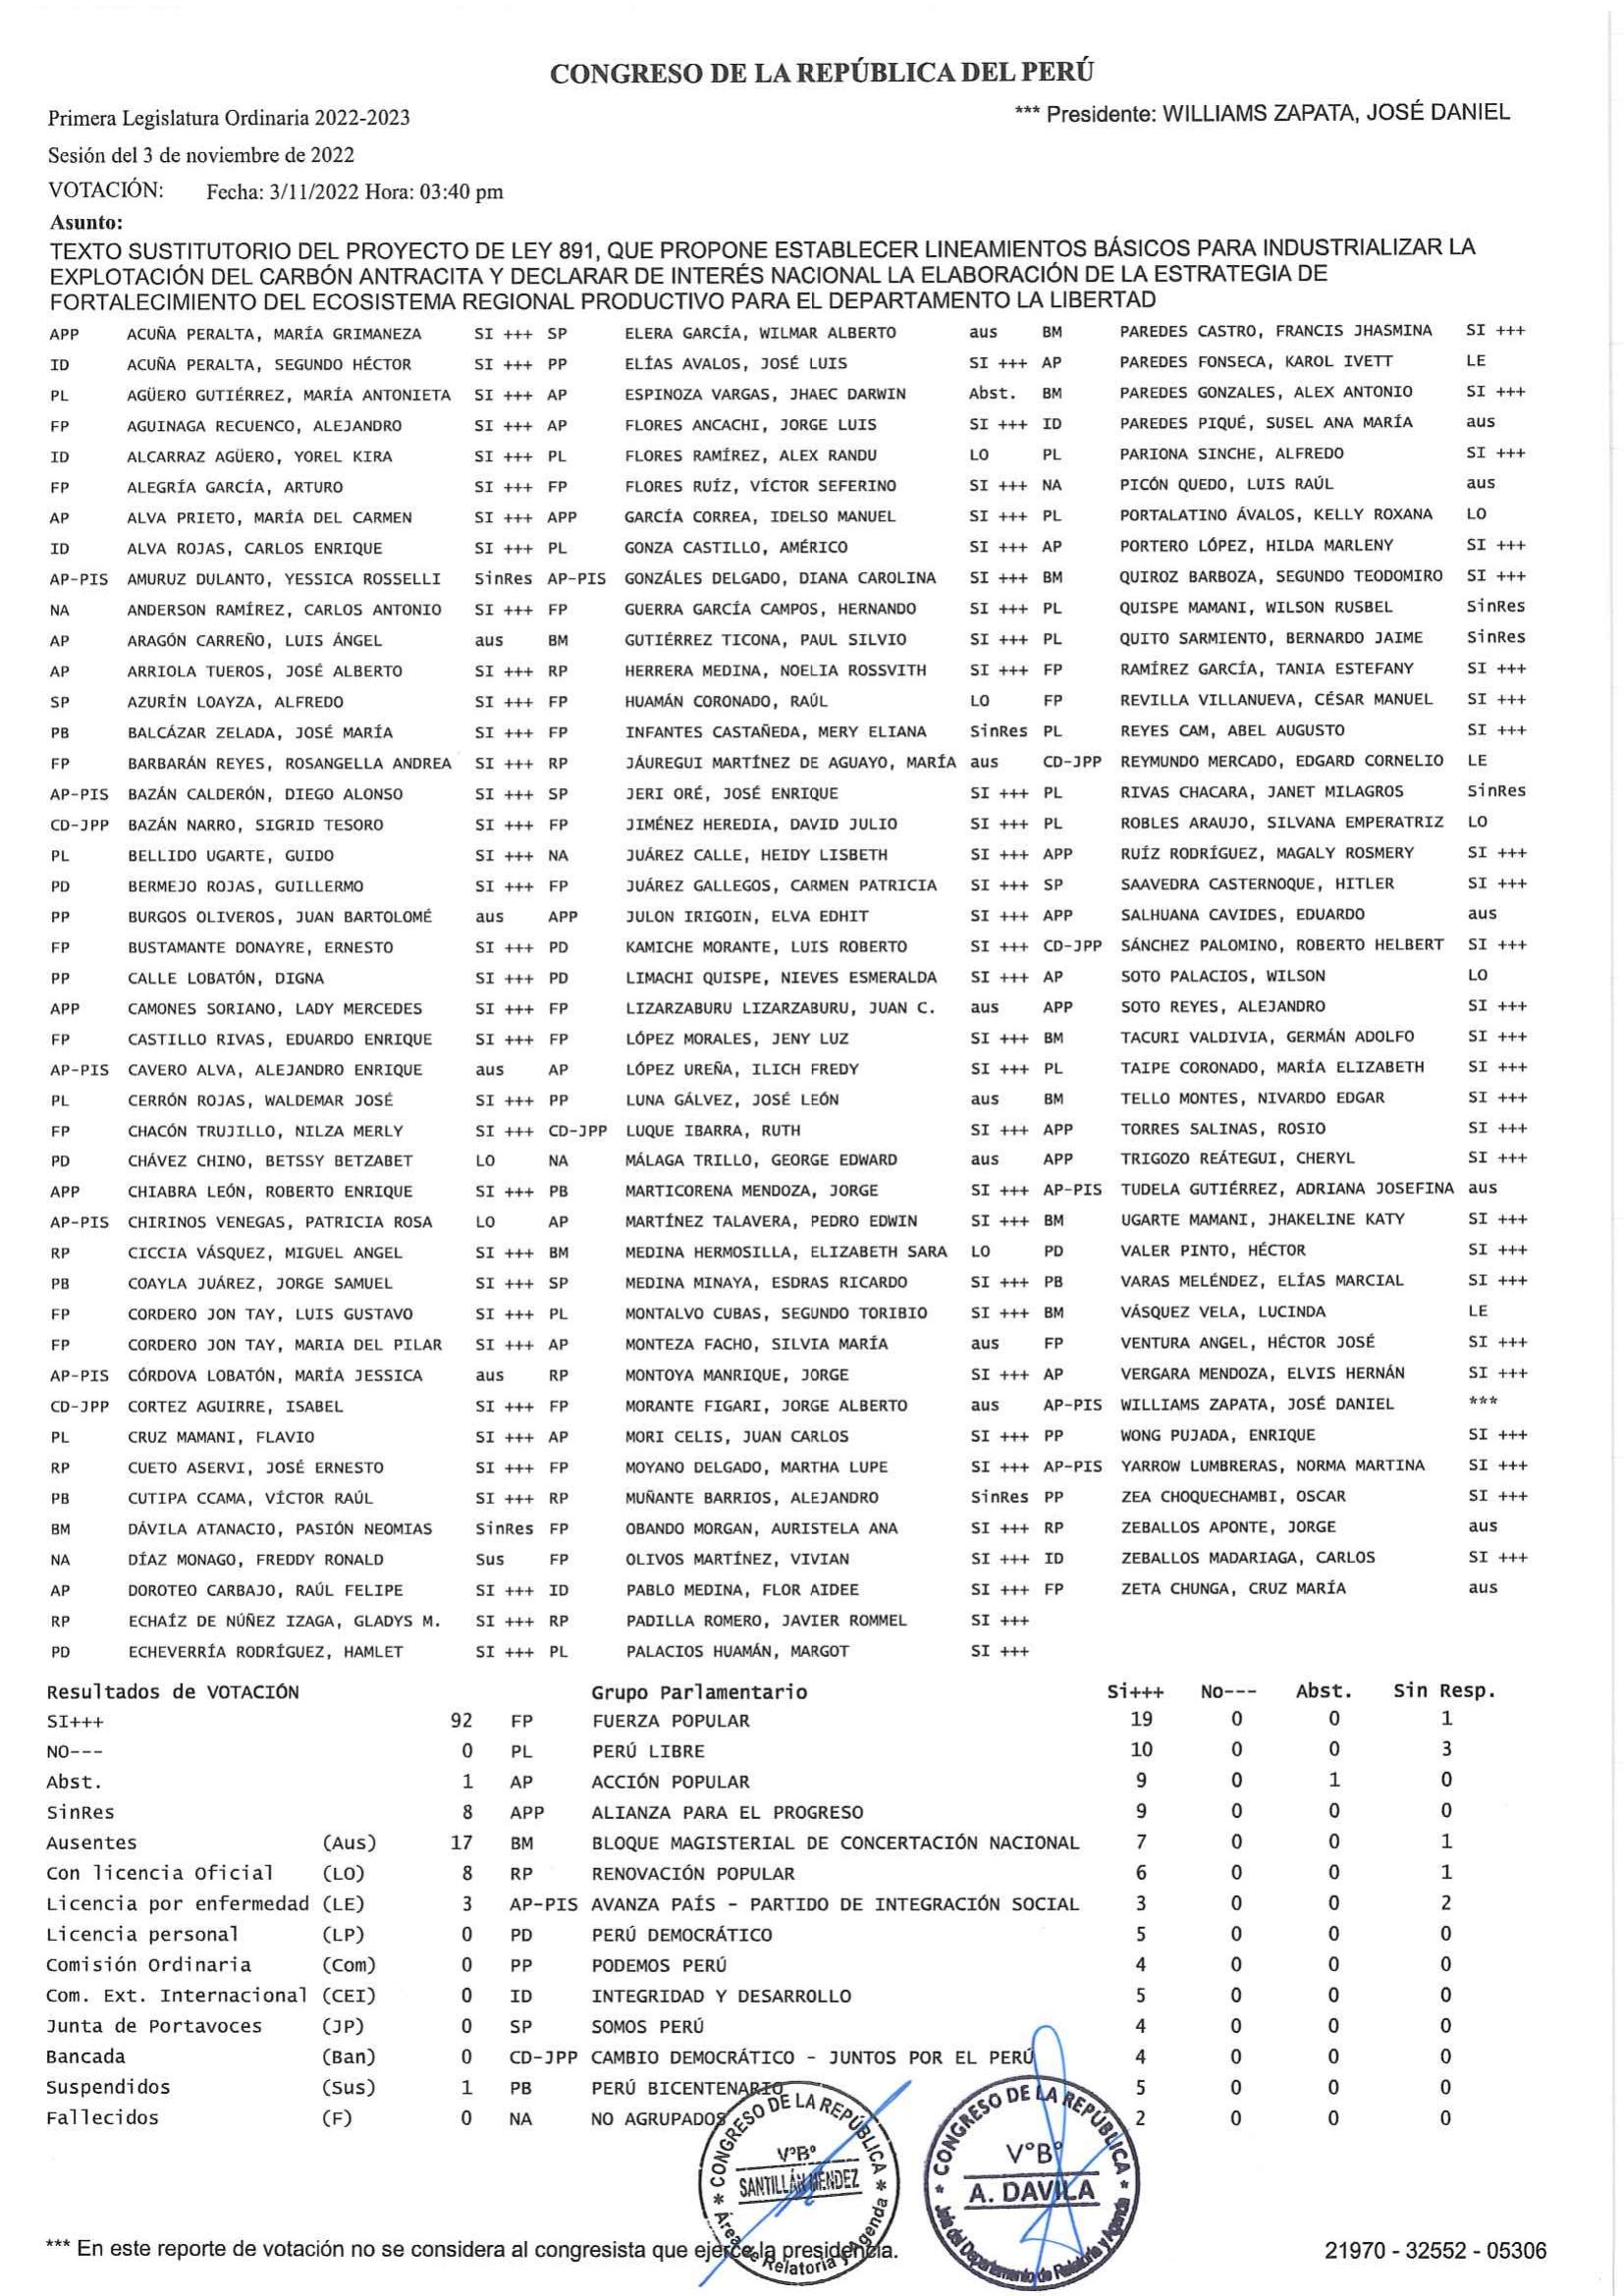 CONGRESO DE LA REPÚBLICA DEL PERÚ
Primera Legislatura Ordinaria 2022-2023 *** Presidente: WILLIAMS ZAPATA, JOSÉ DANIEL
Sesión del 3 de noviembre de 2022
VOTACIÓN: Fecha: 3/11/2022 Hora: 03:40 pm
Asunto:
TEXTO SUSTITUTORIO DEL PROYECTO DE LEY 891, QUE PROPONE ESTABLECER LINEAMIENTOS BÁSICOS PARA INDUSTRIALIZAR LA
EXPLOTACIÓN DEL CARBÓN ANTRACITA Y DECLARAR DE INTERÉS NACIONAL LA ELABORACIÓN DE LA ESTRATEGIA DE
FORTALECIMIENTO DEL ECOSISTEMA REGIONAL PRODUCTIVO PARA EL DEPARTAMENTO LA LIBERTAD
APP ACUÑA PERALTA, MARÍA GRIMANEZA SI +++ SP ELERA GARCÍA, WILMAR ALBERTO aus BM PAREDES CASTRO, FRANCIS JHASMINA SI +++
ID ACUÑA PERALTA, SEGUNDO HÉCTOR SI +++ PP ELÍAS AVALOS, JOSÉ LUIS SI +++ AP PAREDES FONSECA, KAROL IVETT LE
PL AGÜERO GUTIÉRREZ, MARÍA ANTONIETA SI +++ AP ESPINOZA VARGAS, JHAEC DARWIN Abst. BM PAREDES GONZALES, ALEX ANTONIO SI +++
FP AGUINAGA RECUENCO, ALEJANDRO SI +++ AP FLORES ANCACHI, JORGE LUIS SI +++ ID PAREDES PIQUÉ, SUSEL ANA MARÍA aus
ID ALCARRAZ AGÜERO, YOREL KIRA SI +++ PL FLORES RAMÍREZ, ALEX RANDU LO PL PARIONA SINCHE, ALFREDO SI +++
FP ALEGRÍA GARCÍA, ARTURO SI +++ FP FLORES RUÍZ, VÍCTOR SEFERINO SI +++ NA PICÓN QUEDO, LUIS RAÚL aus
AP ALVA PRIETO, MARÍA DEL CARMEN SI +++ APP GARCÍA CORREA, IDELSO MANUEL SI +++ PL PORTALATINO ÁVALOS, KELLY ROXANA LO
ID ALVA ROJAS, CARLOS ENRIQUE SI +++ PL GONZA CASTILLO, AMÉRICO SI +++ AP PORTERO LÓPEZ, HILDA MARLENY SI +++
AP-PIS AMURUZ DULANTO, YESSICA ROSSELLI SinRes AP-PIS GONZÁLES DELGADO, DIANA CAROLINA SI +++ BM QUIROZ BARBOZA, SEGUNDO TEODOMIRO SI +++
NA ANDERSON RAMÍREZ, CARLOS ANTONIO SI +++ FP GUERRA GARCÍA CAMPOS, HERNANDO SI +++ PL QUISPE MAMANI, WILSON RUSBEL SinRes
AP ARAGÓN CARREÑO, LUIS ÁNGEL aus BM GUTIÉRREZ TICONA, PAUL SILVIO SI +++ PL QUITO SARMIENTO, BERNARDO JAIME SinRes
AP ARRIOLA TUEROS, JOSÉ ALBERTO SI +++ RP HERRERA MEDINA, NOELIA ROSSVITH SI +++ FP RAMÍREZ GARCÍA, TANIA ESTEFANY SI +++
SP AZURÍN LOAYZA, ALFREDO SI +++ FP HUAMÁN CORONADO, RAÚL LO FP REVILLA VILLANUEVA, CÉSAR MANUEL SI +++
PB BALCÁZAR ZELADA, JOSÉ MARÍA SI +++ FP INFANTES CASTAÑEDA, MERY ELIANA SinRes PL REYES CAM, ABEL AUGUSTO SI +++
FP BARBARÁN REYES, ROSANGELLA ANDREA SI +++ RP JÁUREGUI MARTÍNEZ DE AGUAYO, MARÍA aus CD-JPP REYMUNDO MERCADO, EDGARD CORNELIO LE
AP-PIS BAZÁN CALDERÓN, DIEGO ALONSO SI +++ SP JERI ORÉ, JOSÉ ENRIQUE SI +++ PL RIVAS CHACARA, JANET MILAGROS SinRes
CD-JPP BAZÁN NARRO, SIGRID TESORO SI +++ FP JIMÉNEZ HEREDIA, DAVID JULIO SI +++ PL ROBLES ARAUJO, SILVANA EMPERATRIZ LO
PL BELLIDO UGARTE, GUIDO SI +++ NA JUÁREZ CALLE, HEIDY LISBETH SI +++ APP RUÍZ RODRÍGUEZ, MAGALY ROSMERY SI +++
PD BERMEJO ROJAS, GUILLERMO SI +++ FP JUÁREZ GALLEGOS, CARMEN PATRICIA SI +++ SP SAAVEDRA CASTERNOQUE, HITLER SI +++
PP BURGOS OLIVEROS, JUAN BARTOLOMÉ aus APP JULON IRIGOIN, ELVA EDHIT SI +++ APP SALHUANA CAVIDES, EDUARDO aus
FP BUSTAMANTE DONAYRE, ERNESTO SI +++ PD KAMICHE MORANTE, LUIS ROBERTO SI +++ CD-JPP SÁNCHEZ PALOMINO, ROBERTO HELBERT SI +++
PP CALLE LOBATÓN, DIGNA SI +++ PD LIMACHI QUISPE, NIEVES ESMERALDA SI +++ AP SOTO PALACIOS, WILSON LO
APP CAMONES SORIANO, LADY MERCEDES SI +++ FP LIZARZABURU LIZARZABURU, JUAN C. aus APP SOTO REYES, ALEJANDRO SI +++
FP CASTILLO RIVAS, EDUARDO ENRIQUE SI +++ FP LÓPEZ MORALES, JENY LUZ SI +++ BM TACURI VALDIVIA, GERMÁN ADOLFO SI +++
AP-PIS CAVERO ALVA, ALEJANDRO ENRIQUE aus AP LÓPEZ UREÑA, ILICH FREDY SI +++ PL TAIPE CORONADO, MARÍA ELIZABETH SI +++
PL CERRÓN ROJAS, WALDEMAR JOSÉ SI +++ PP LUNA GÁLVEZ, JOSÉ LEÓN aus BM TELLO MONTES, NIVARDO EDGAR SI +++
FP CHACÓN TRUJILLO, NILZA MERLY SI +++ CD-JPP LUQUE IBARRA, RUTH SI +++ APP TORRES SALINAS, ROSIO SI +++
PD CHÁVEZ CHINO, BETSSY BETZABET LO NA MÁLAGA TRILLO, GEORGE EDWARD aus APP TRIGOZO REÁTEGUI, CHERYL SI +++
APP CHIABRA LEÓN, ROBERTO ENRIQUE SI +++ PB MARTICORENA MENDOZA, JORGE SI +++ AP-PIS TUDELA GUTIÉRREZ, ADRIANA JOSEFINA aus
AP-PIS CHIRINOS VENEGAS, PATRICIA ROSA LO AP MARTÍNEZ TALAVERA, PEDRO EDWIN SI +++ BM UGARTE MAMANI, JHAKELINE KATY SI +++
RP CICCIA VÁSQUEZ, MIGUEL ANGEL SI +++ BM MEDINA HERMOSILLA, ELIZABETH SARA LO PD VALER PINTO, HÉCTOR SI +++
PB COAYLA JUÁREZ, JORGE SAMUEL SI +++ SP MEDINA MINAYA, ESDRAS RICARDO SI +++ PB VARAS MELÉNDEZ, ELÍAS MARCIAL SI +++
FP CORDERO JON TAY, LUIS GUSTAVO SI +++ PL MONTALVO CUBAS, SEGUNDO TORIBIO SI +++ BM VÁSQUEZ VELA, LUCINDA LE
FP CORDERO JON TAY, MARIA DEL PILAR SI +++ AP MONTEZA FACHO, SILVIA MARÍA aus FP VENTURA ANGEL, HÉCTOR JOSÉ SI +++
AP-PIS CÓRDOVA LOBATÓN, MARÍA JESSICA aus RP MONTOYA MANRIQUE, JORGE SI +++ AP VERGARA MENDOZA, ELVIS HERNÁN SI +++
CD-JPP CORTEZ AGUIRRE, ISABEL SI +++ FP MORANTE FIGARI, JORGE ALBERTO aus AP-PIS WILLIAMS ZAPATA, JOSÉ DANIEL ***
PL CRUZ MAMANI, FLAVIO SI +++ AP MORI CELIS, JUAN CARLOS SI +++ PP WONG PUJADA, ENRIQUE SI +++
RP CUETO ASERVI, JOSÉ ERNESTO SI +++ FP MOYANO DELGADO, MARTHA LUPE SI +++ AP-PIS YARROW LUMBRERAS, NORMA MARTINA SI +++
PB CUTIPA CCAMA, VÍCTOR RAÚL SI +++ RP MUÑANTE BARRIOS, ALEJANDRO SinRes PP ZEA CHOQUECHAMBI, OSCAR SI +++
BM DÁVILA ATANACIO, PASIÓN NEOMIAS SinRes FP OBANDO MORGAN, AURISTELA ANA SI +++ RP ZEBALLOS APONTE, JORGE aus
NA DÍAZ MONAGO, FREDDY RONALD Sus FP OLIVOS MARTÍNEZ, VIVIAN SI +++ ID ZEBALLOS MADARIAGA, CARLOS SI +++
AP DOROTEO CARBAJO, RAÚL FELIPE SI +++ ID PABLO MEDINA, FLOR AIDEE SI +++ FP ZETA CHUNGA, CRUZ MARÍA aus
RP ECHAÍZ DE NÚÑEZ IZAGA, GLADYS M. SI +++ RP PADILLA ROMERO, JAVIER ROMMEL SI +++
PD ECHEVERRÍA RODRÍGUEZ, HAMLET SI +++ PL PALACIOS HUAMÁN, MARGOT SI +++
Resultados de VOTACIÓN Grupo Parlamentario Si+++ No--- Abst. Sin Resp.
SI+++ 92 FP FUERZA POPULAR 19 0 0 1
NO--- 0 PL PERÚ LIBRE 10 0 0 3
Abst. 1 AP ACCIÓN POPULAR 9 0 1 0
SinRes 8 APP ALIANZA PARA EL PROGRESO 9 0 0 0
Ausentes (Aus) 17 BM BLOQUE MAGISTERIAL DE CONCERTACIÓN NACIONAL 7 0 0 1
Con licencia Oficial (LO) 8 RP RENOVACIÓN POPULAR 6 0 0 1
Licencia por enfermedad (LE) 3 AP-PIS AVANZA PAÍS - PARTIDO DE INTEGRACIÓN SOCIAL 3 0 0 2
Licencia personal (LP) 0 PD PERÚ DEMOCRÁTICO 5 0 0 0
Comisión Ordinaria (Com) 0 PP PODEMOS PERÚ 4 0 0 0
Com. Ext. Internacional (CEI) 0 ID INTEGRIDAD Y DESARROLLO 5 0 0 0
Junta de Portavoces (JP) 0 SP SOMOS PERÚ 4 0 0 0
Bancada (Ban) 0 CD-JPP CAMBIO DEMOCRÁTICO - JUNTOS POR EL PERÚ 4 0 0 0
Suspendidos (Sus) 1 PB PERÚ BICENTENARIO 5 0 0 0
Fallecidos (F) 0 NA NO AGRUPADOS 2 0 0 0
* CONGRESO DE LA REPÚBLICA *
V°B°
SANTILLÁN MENDEZ
Área de Relatoría y Agenda
* CONGRESO DE LA REPÚBLICA *
V°B°
A. DAVILA
Jefa del Departamento de Relatoría y Agenda
*** En este reporte de votación no se considera al congresista que ejerce la presidencia. 21970 - 32552 - 05306